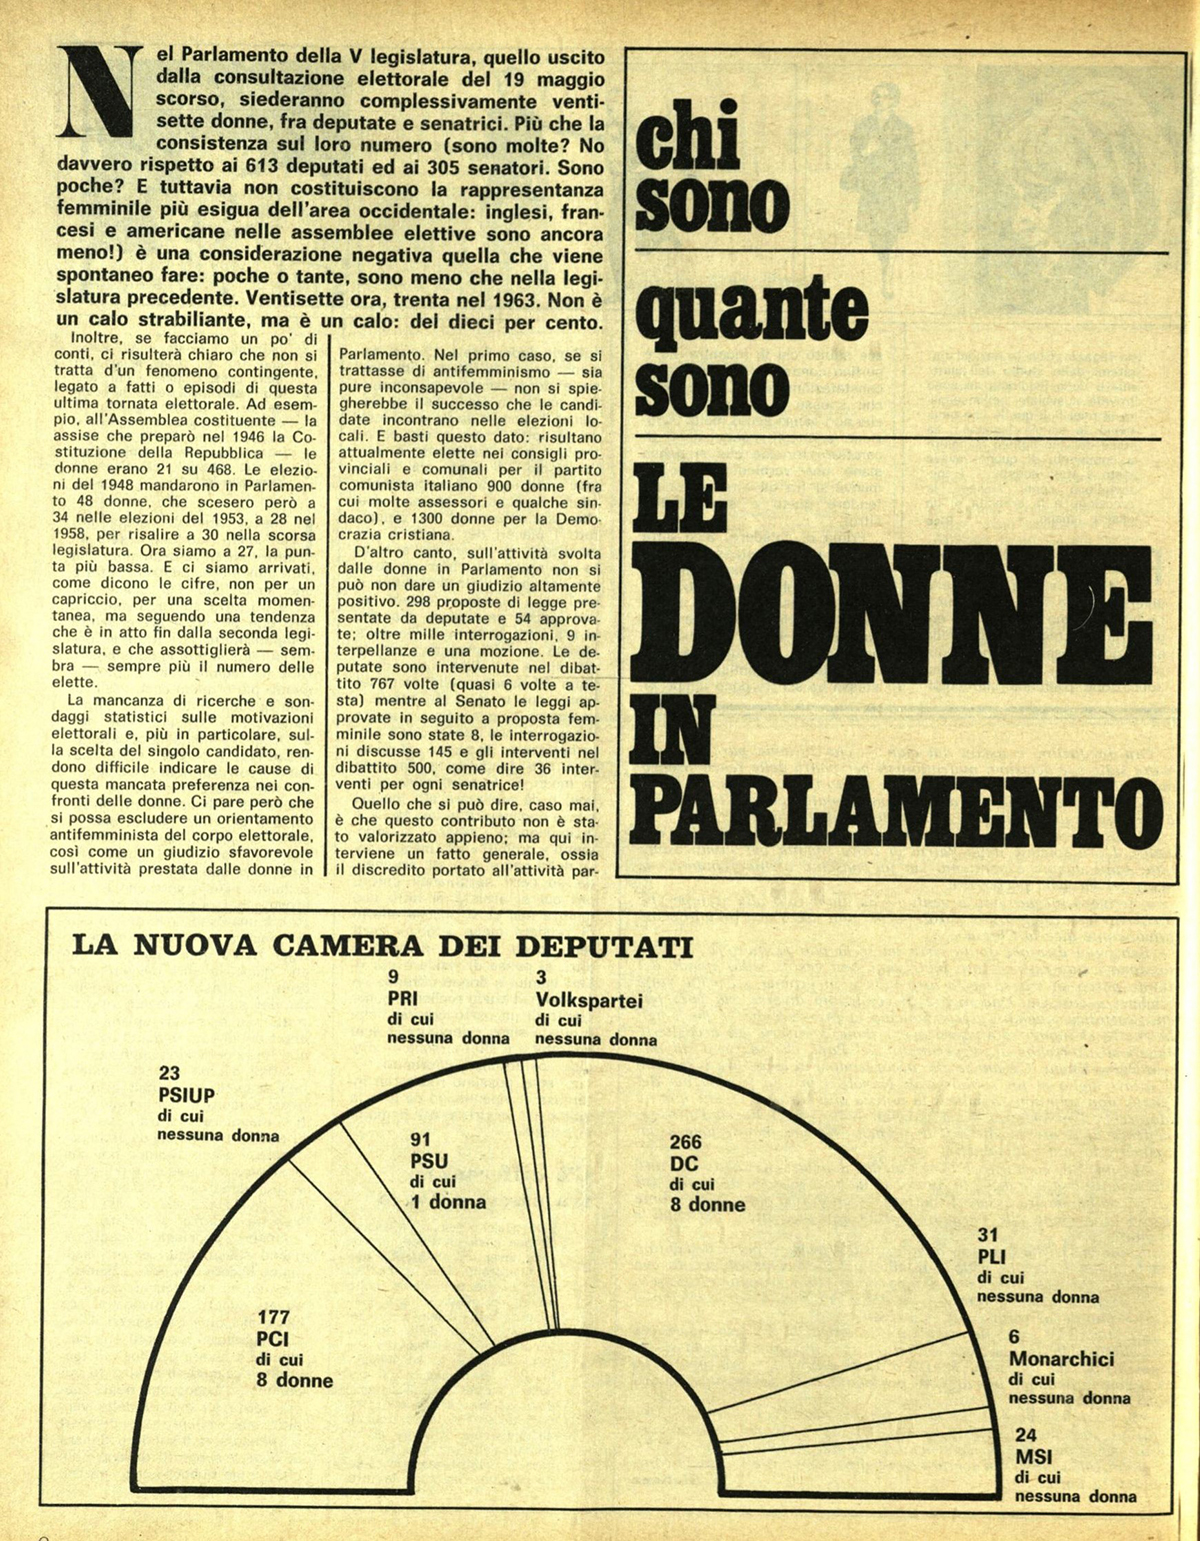 Nel Parlamento della V legislatura, quello uscito
dalla consultazione elettorale del 19 maggio
scorso, siederanno complessivamente venti-
sette donne, fra deputate e senatrici. Più che la
consistenza sul loro numero (sono molte? No
davvero rispetto ai 613 deputati ed ai 305 senatori. Sono
poche? E tuttavia non costituiscono la rappresentanza
femminile più esigua dell'area occidentale: inglesi, fran-
cesi e americane nelle assemblee elettive sono ancora
meno!) è una considerazione negativa quella che viene
spontaneo fare: poche o tante, sono meno che nella legi-
slatura precedente. Ventisette ora, trenta nel 1963. Non è
un calo strabiliante, ma è un calo: del dieci per cento.
Inoltre, se facciamo un po' di
conti, ci risulterà chiaro che non si
tratta d'un fenomeno contingente,
legato a fatti o episodi di questa
ultima tornata elettorale. Ad esem-
pio, all'Assemblea costituente — la
assise che preparò nel 1946 la Co-
stituzione della Repubblica — le
donne erano 21 su 468. Le elezio-
ni del 1948 mandarono in Parlamen-
to 48 donne, che scesero però a
34 nelle elezioni del 1953, a 28 nel
1958, per risalire a 30 nella scorsa
legislatura. Ora siamo a 27, la pun-
ta più bassa. E ci siamo arrivati,
come dicono le cifre, non per un
capriccio, per una scelta momen-
tanea, ma seguendo una tendenza
che è in atto fin dalla seconda legi-
slatura, e che assottiglierà — sem-
bra — sempre più il numero delle
elette.
La mancanza di ricerche e son-
daggi statistici sulle motivazioni
elettorali e, più in particolare, sul-
la scelta del singolo candidato, ren-
dono difficile indicare le cause di
questa mancata preferenza nei con-
fronti delle donne. Ci pare però che
si possa escludere un orientamento
antifemminista del corpo elettorale,
così come un giudizio sfavorevole
sull'attività prestata dalle donne in
Parlamento. Nel primo caso, se si
trattasse di antifemminismo — sia
pure inconsapevole — non si spie-
gherebbe il successo che le candi-
date incontrano nelle elezioni lo-
cali. E basti questo dato: risultano
attualmente elette nei consigli pro-
vinciali e comunali per il partito
comunista italiano 900 donne (fra
cui molte assessori e qualche sin-
daco), e 1300 donne per la Demo-
crazia cristiana.
D'altro canto, sull'attività svolta
dalle donne in Parlamento non si
può non dare un giudizio altamente
positivo. 298 proposte di legge pre-
sentate da deputate e 54 approva-
te; oltre mille interrogazioni, 9 in-
terpellanze e una mozione. Le de-
putate sono intervenute nel dibat-
tito 767 volte (quasi 6 volte a te-
sta) mentre al Senato le leggi ap-
provate in seguito a proposta fem-
minile sono state 8, le interrogazio-
ni discusse 145 e gli interventi nel
dibattito 500, come dire 36 inter-
venti per ogni senatrice!
Quello che si può dire, caso mai,
è che questo contributo non è sta-
to valorizzato appieno; ma qui in-
terviene un fatto generale, ossia
il discredito portato all'attività par-
chi
sono
quante
sono
LE
DONNE
IN
PARLAMENTO
LA NUOVA CAMERA DEI DEPUTATI
177
PCI
di cui
8 donne
23
PSIUP
di cui
nessuna donna
91
PSU
di cui
1 donna
9
PRI
di cui
nessuna donna
3
Volkspartei
di cui
nessuna donna
266
DC
di cui
8 donne
31
PLI
di cui
nessuna donna
6
Monarchici
di cui
nessuna donna
24
MSI
di cui
nessuna donna